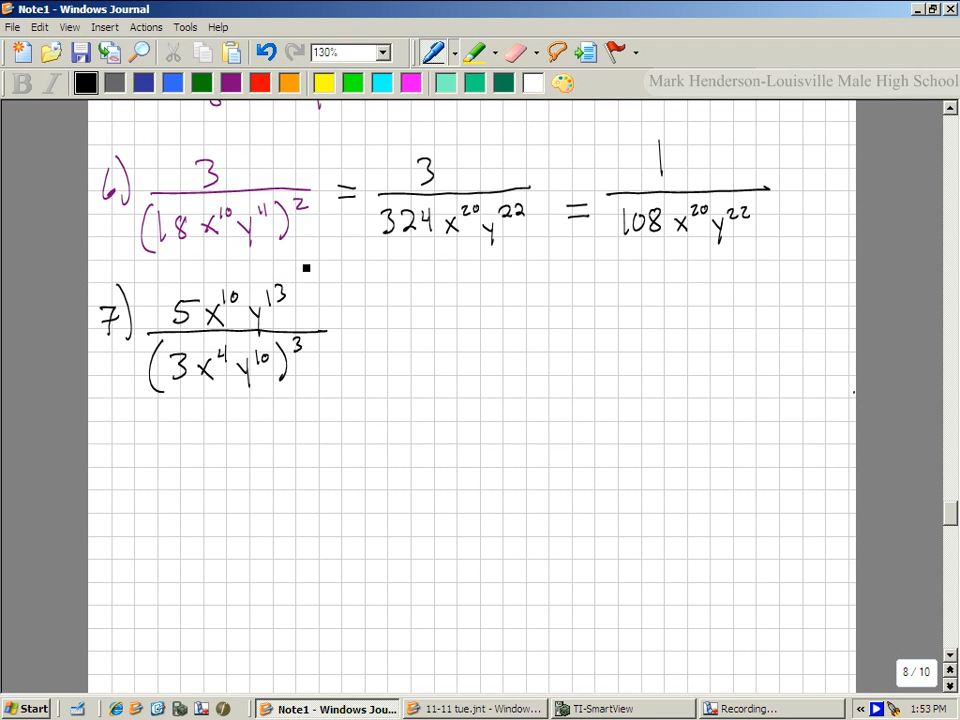 Note1 - Windows Journal
File Edit View Insert Actions Tools Help
130%
B I
Mark Henderson-Louisville Male High School
6) 3/(18x^10y^11)^2 = 3/324x^20y^22 = 1/108x^20y^22
7) 5x^10y^13/(3x^4y^10)^3
8 / 10
Start Note1 - Windows Jou... 11-11 tue.jnt - Window... TI-SmartView Recording... « 1:53 PM